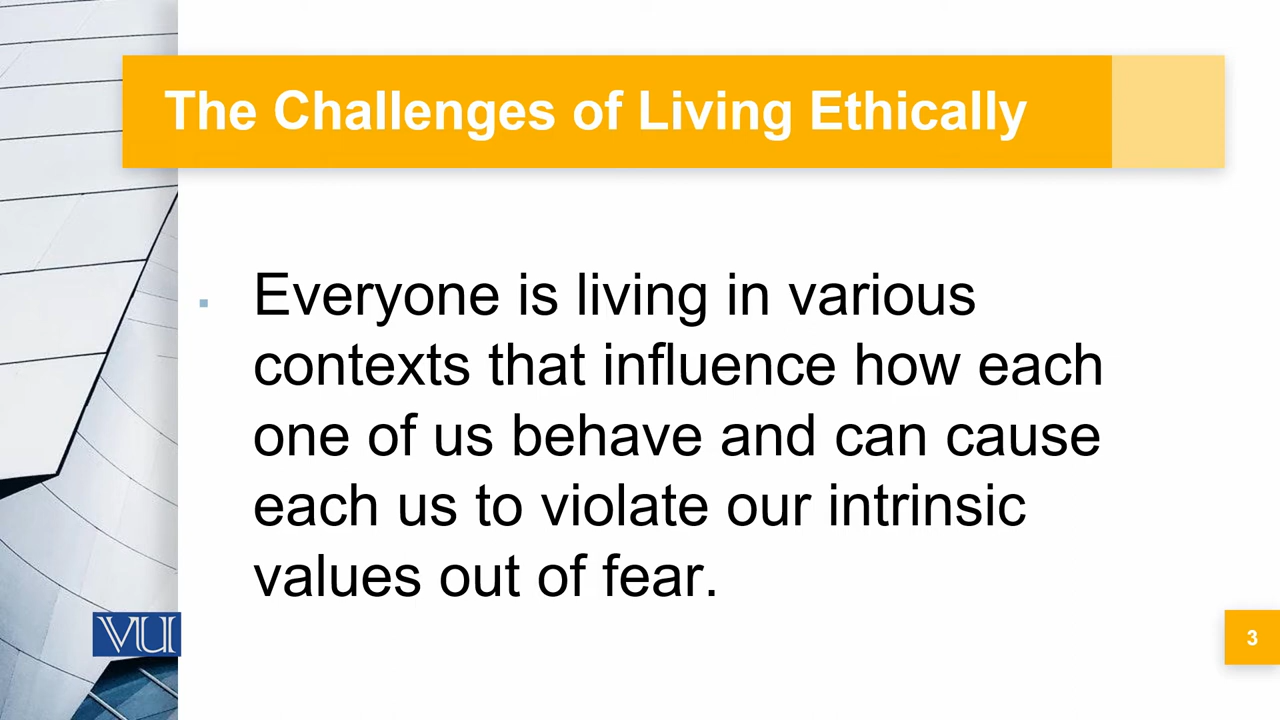 The Challenges of Living Ethically
▪ Everyone is living in various
contexts that influence how each
one of us behave and can cause
each us to violate our intrinsic
values out of fear.
VU
3